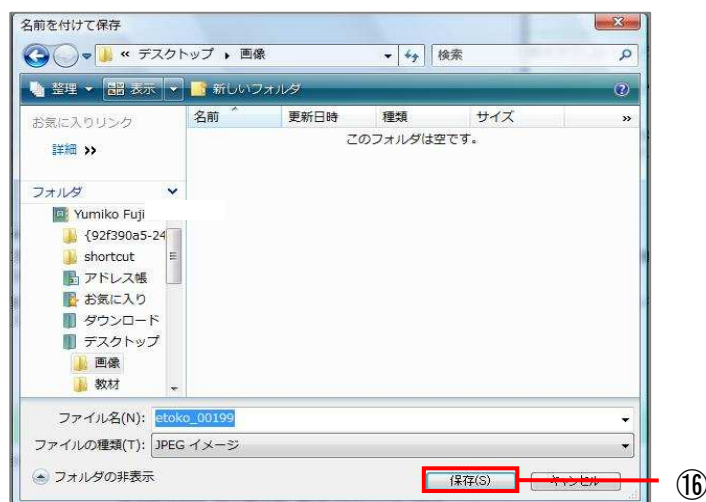 名前を付けて保存
« デスクトップ ▸ 画像 検索
整理 表示 新しいフォルダ
お気に入りリンク
詳細 »
名前 更新日時 種類 サイズ »
このフォルダは空です。
フォルダ
Yumiko Fuji
{92f390a5-24
shortcut
アドレス帳
お気に入り
ダウンロード
デスクトップ
画像
教材
ファイル名(N): etoko_00199
ファイルの種類(T): JPEG イメージ
フォルダの非表示 保存(S) キャンセル
⑯